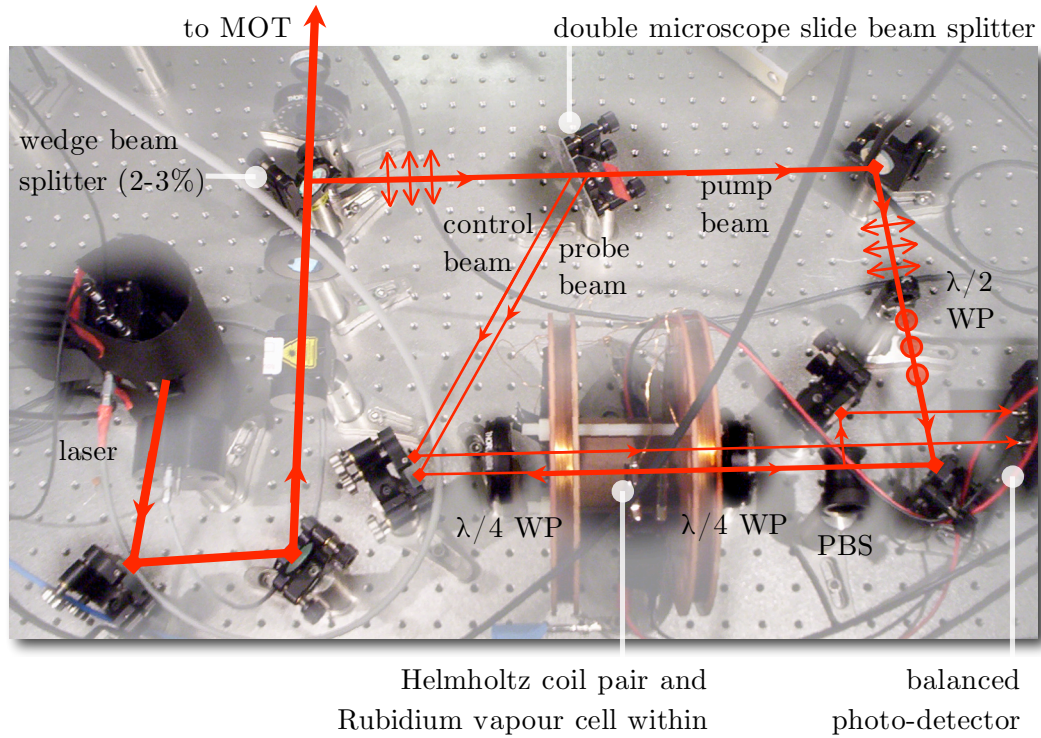 to MOT
double microscope slide beam splitter
wedge beam
splitter (2-3%)
control
beam
probe
beam
pump
beam
λ/2
WP
laser
λ/4 WP
λ/4 WP
PBS
Helmholtz coil pair and
Rubidium vapour cell within
balanced
photo-detector